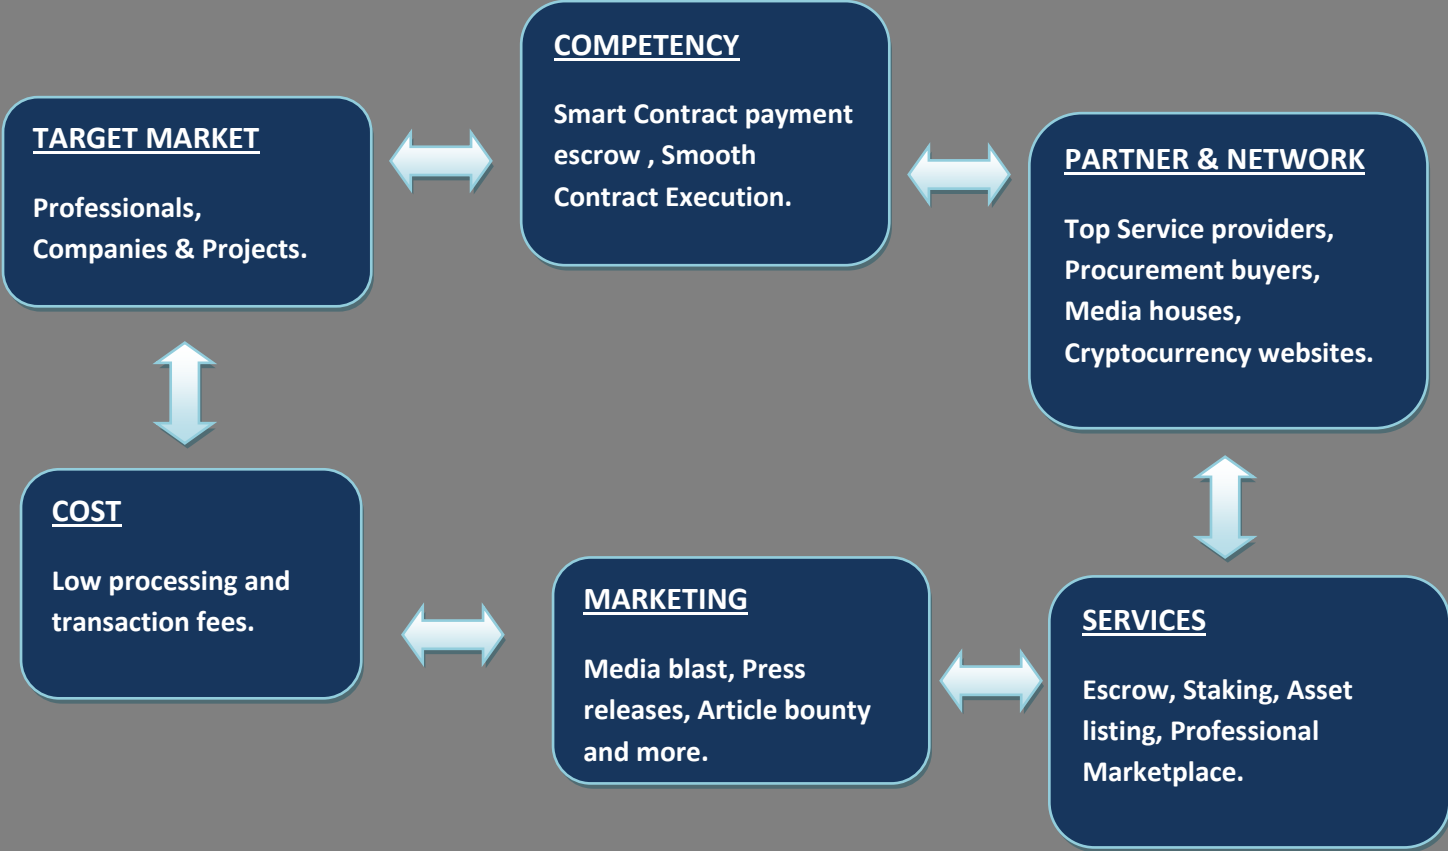 COMPETENCY
Smart Contract payment
escrow , Smooth
Contract Execution.
TARGET MARKET
Professionals,
Companies & Projects.
PARTNER & NETWORK
Top Service providers,
Procurement buyers,
Media houses,
Cryptocurrency websites.
COST
Low processing and
transaction fees.
MARKETING
Media blast, Press
releases, Article bounty
and more.
SERVICES
Escrow, Staking, Asset
listing, Professional
Marketplace.